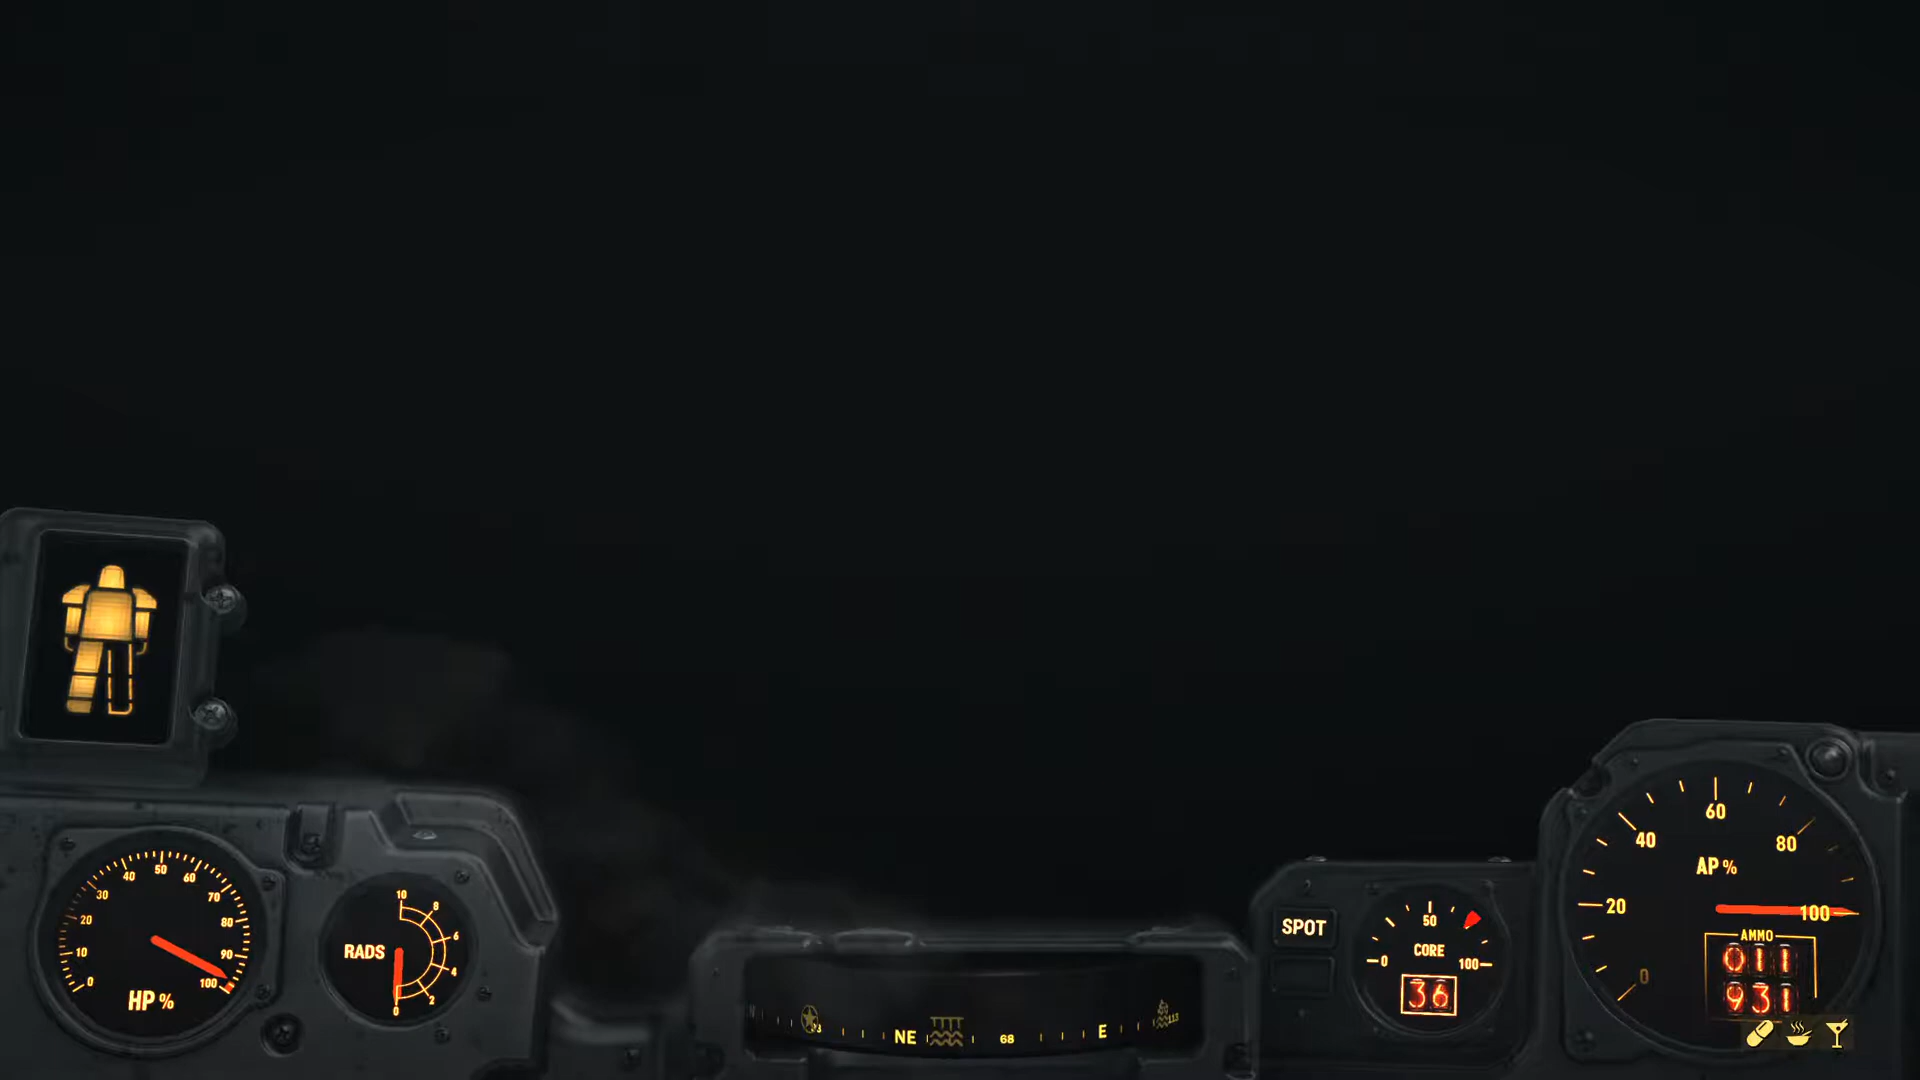 0 10 20 30 40 50 60 70 80 90 100
HP %
RADS
10 8 6 4 2 0
NE 68 E 113
SPOT
0 50 100
CORE
36
0 20 40 60 80 100
AP %
AMMO
011
931